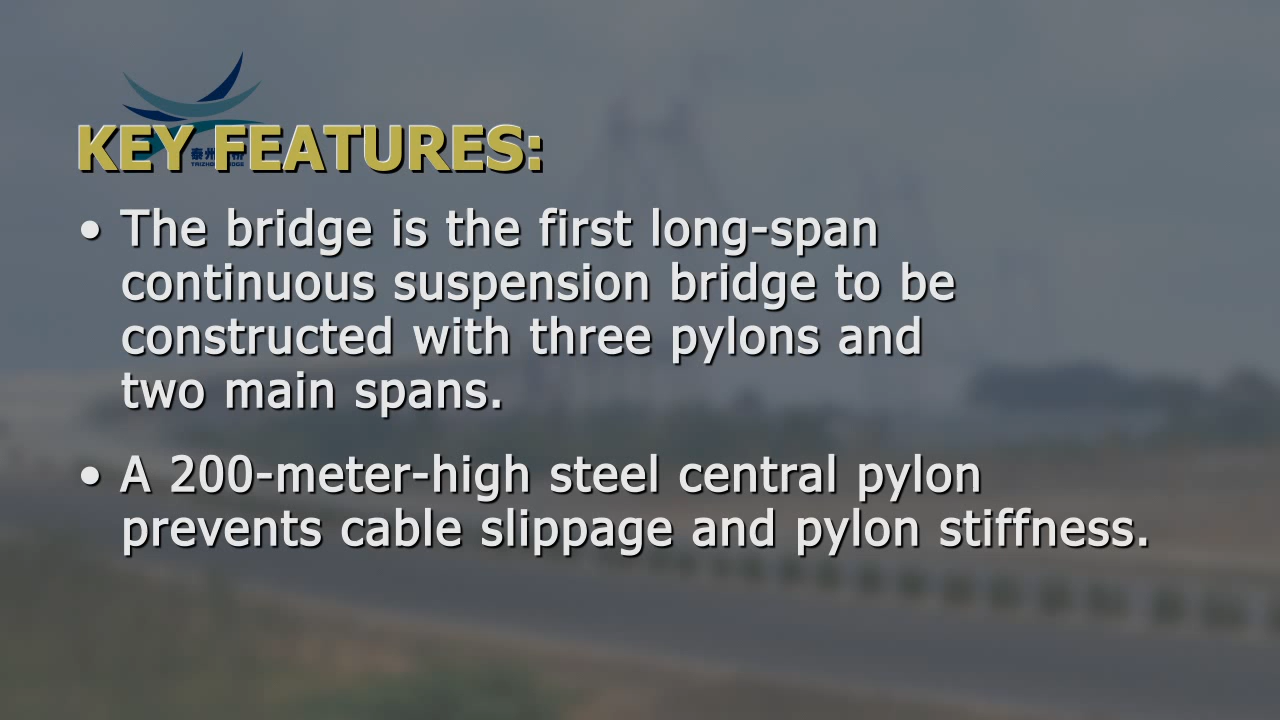 KEY FEATURES:
• The bridge is the first long-span
continuous suspension bridge to be
constructed with three pylons and
two main spans.
• A 200-meter-high steel central pylon
prevents cable slippage and pylon stiffness.